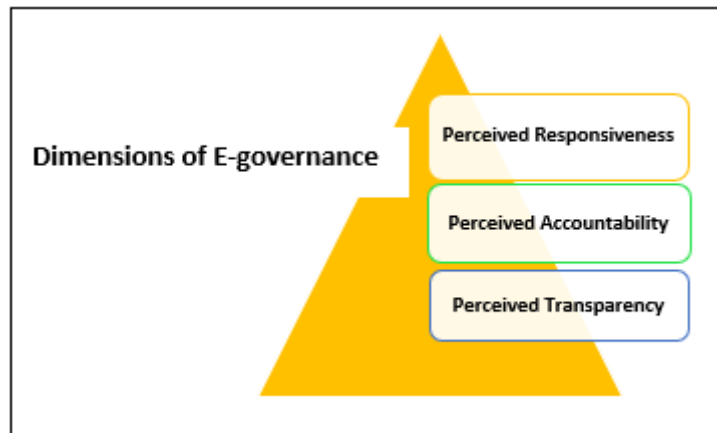 Dimensions of E-governance
Perceived Responsiveness
Perceived Accountability
Perceived Transparency